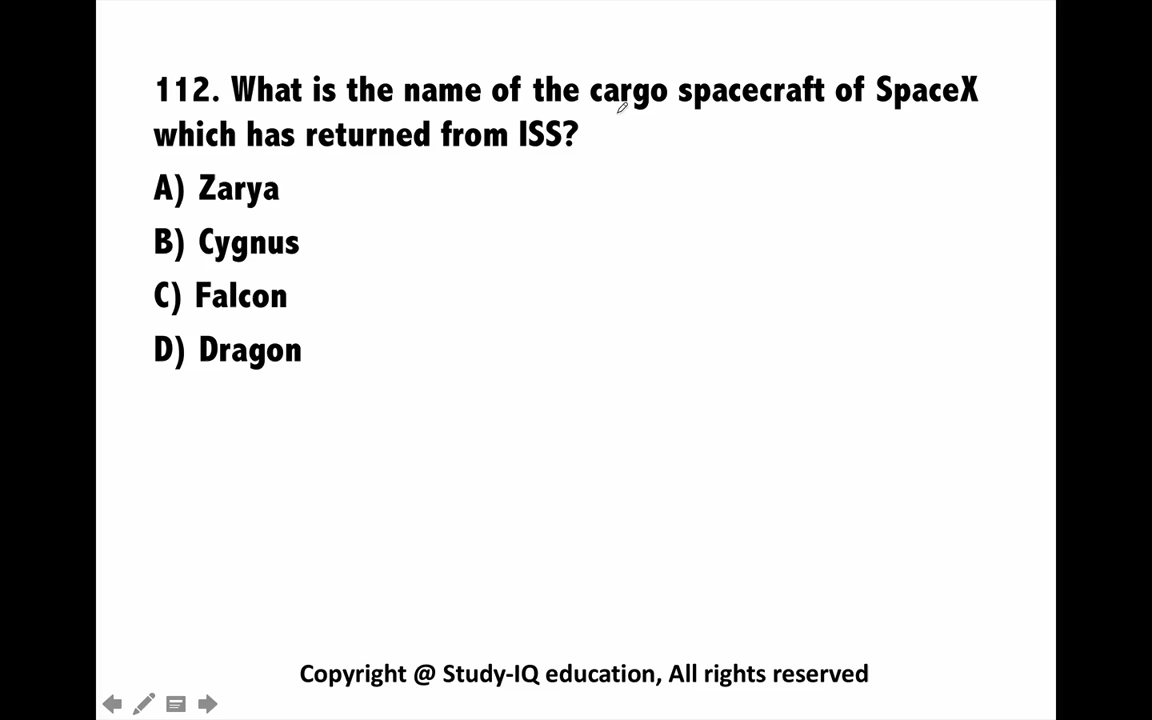 112. What is the name of the cargo spacecraft of SpaceX
which has returned from ISS?
A) Zarya
B) Cygnus
C) Falcon
D) Dragon
Copyright @ Study-IQ education, All rights reserved